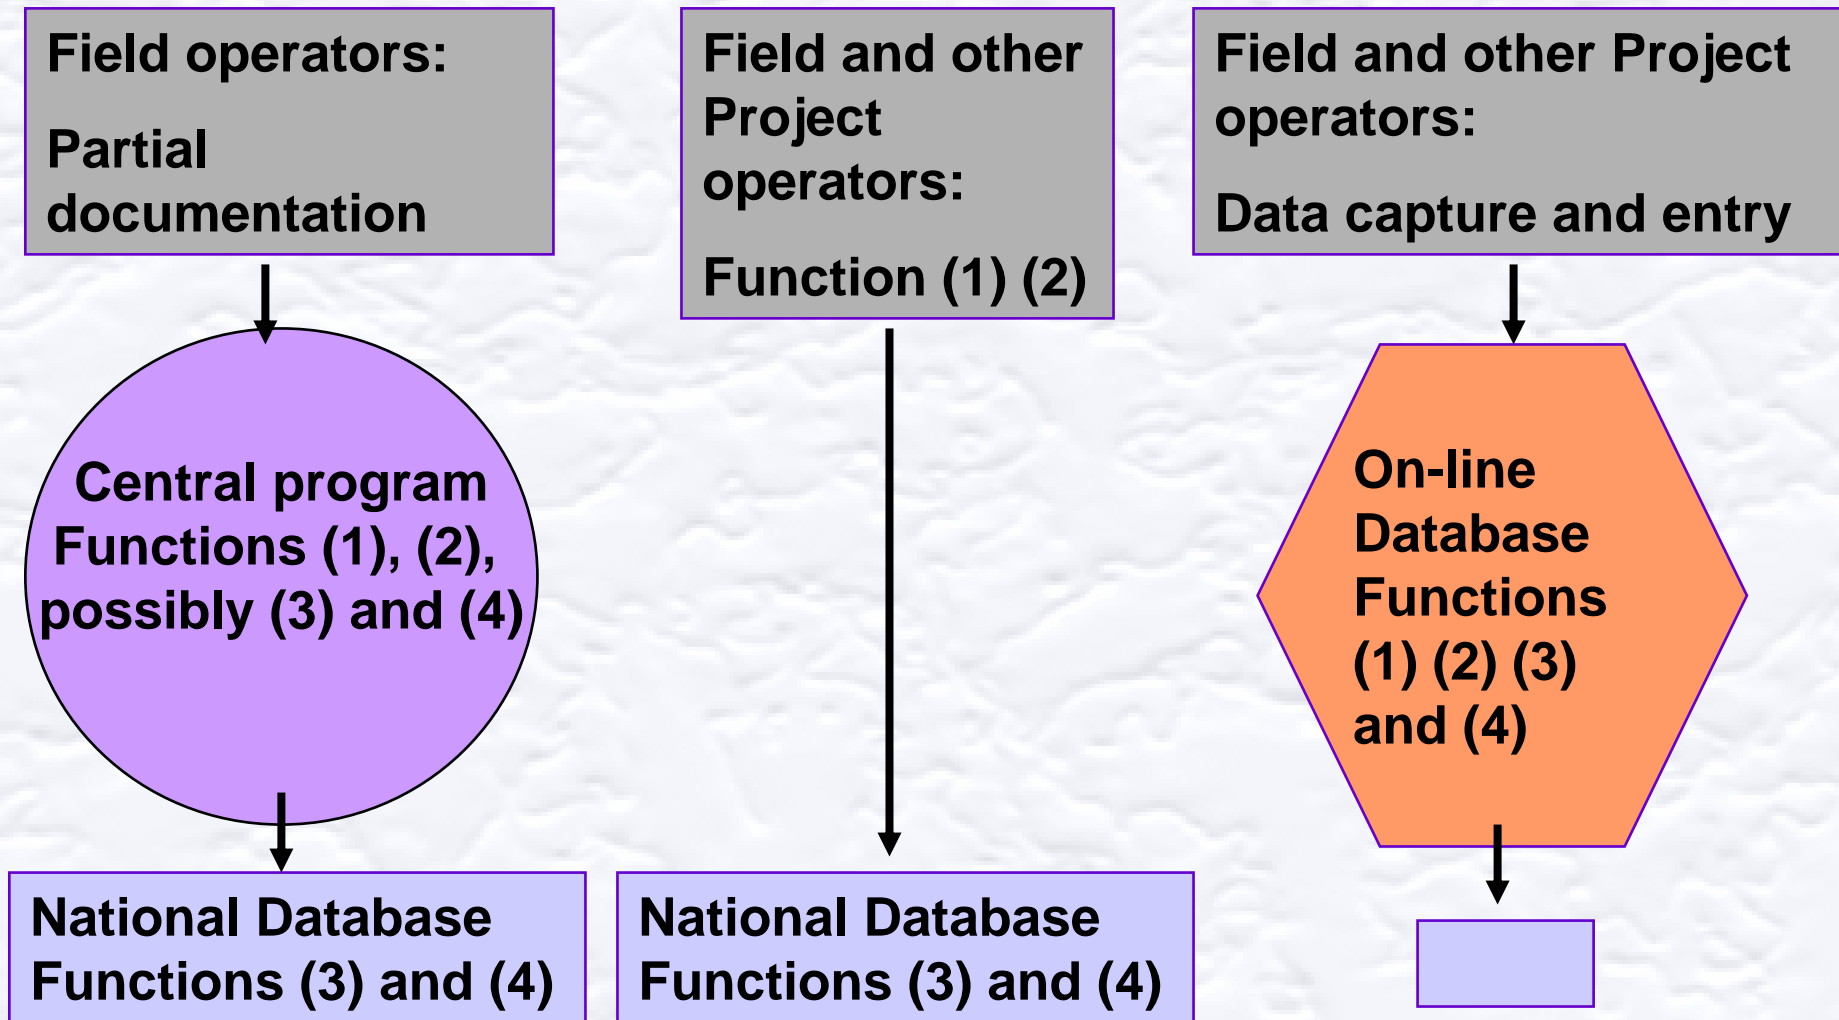 Field operators:
Partial
documentation
Central program
Functions (1), (2),
possibly (3) and (4)
National Database
Functions (3) and (4)
Field and other
Project
operators:
Function (1) (2)
National Database
Functions (3) and (4)
Field and other Project
operators:
Data capture and entry
On-line
Database
Functions
(1) (2) (3)
and (4)